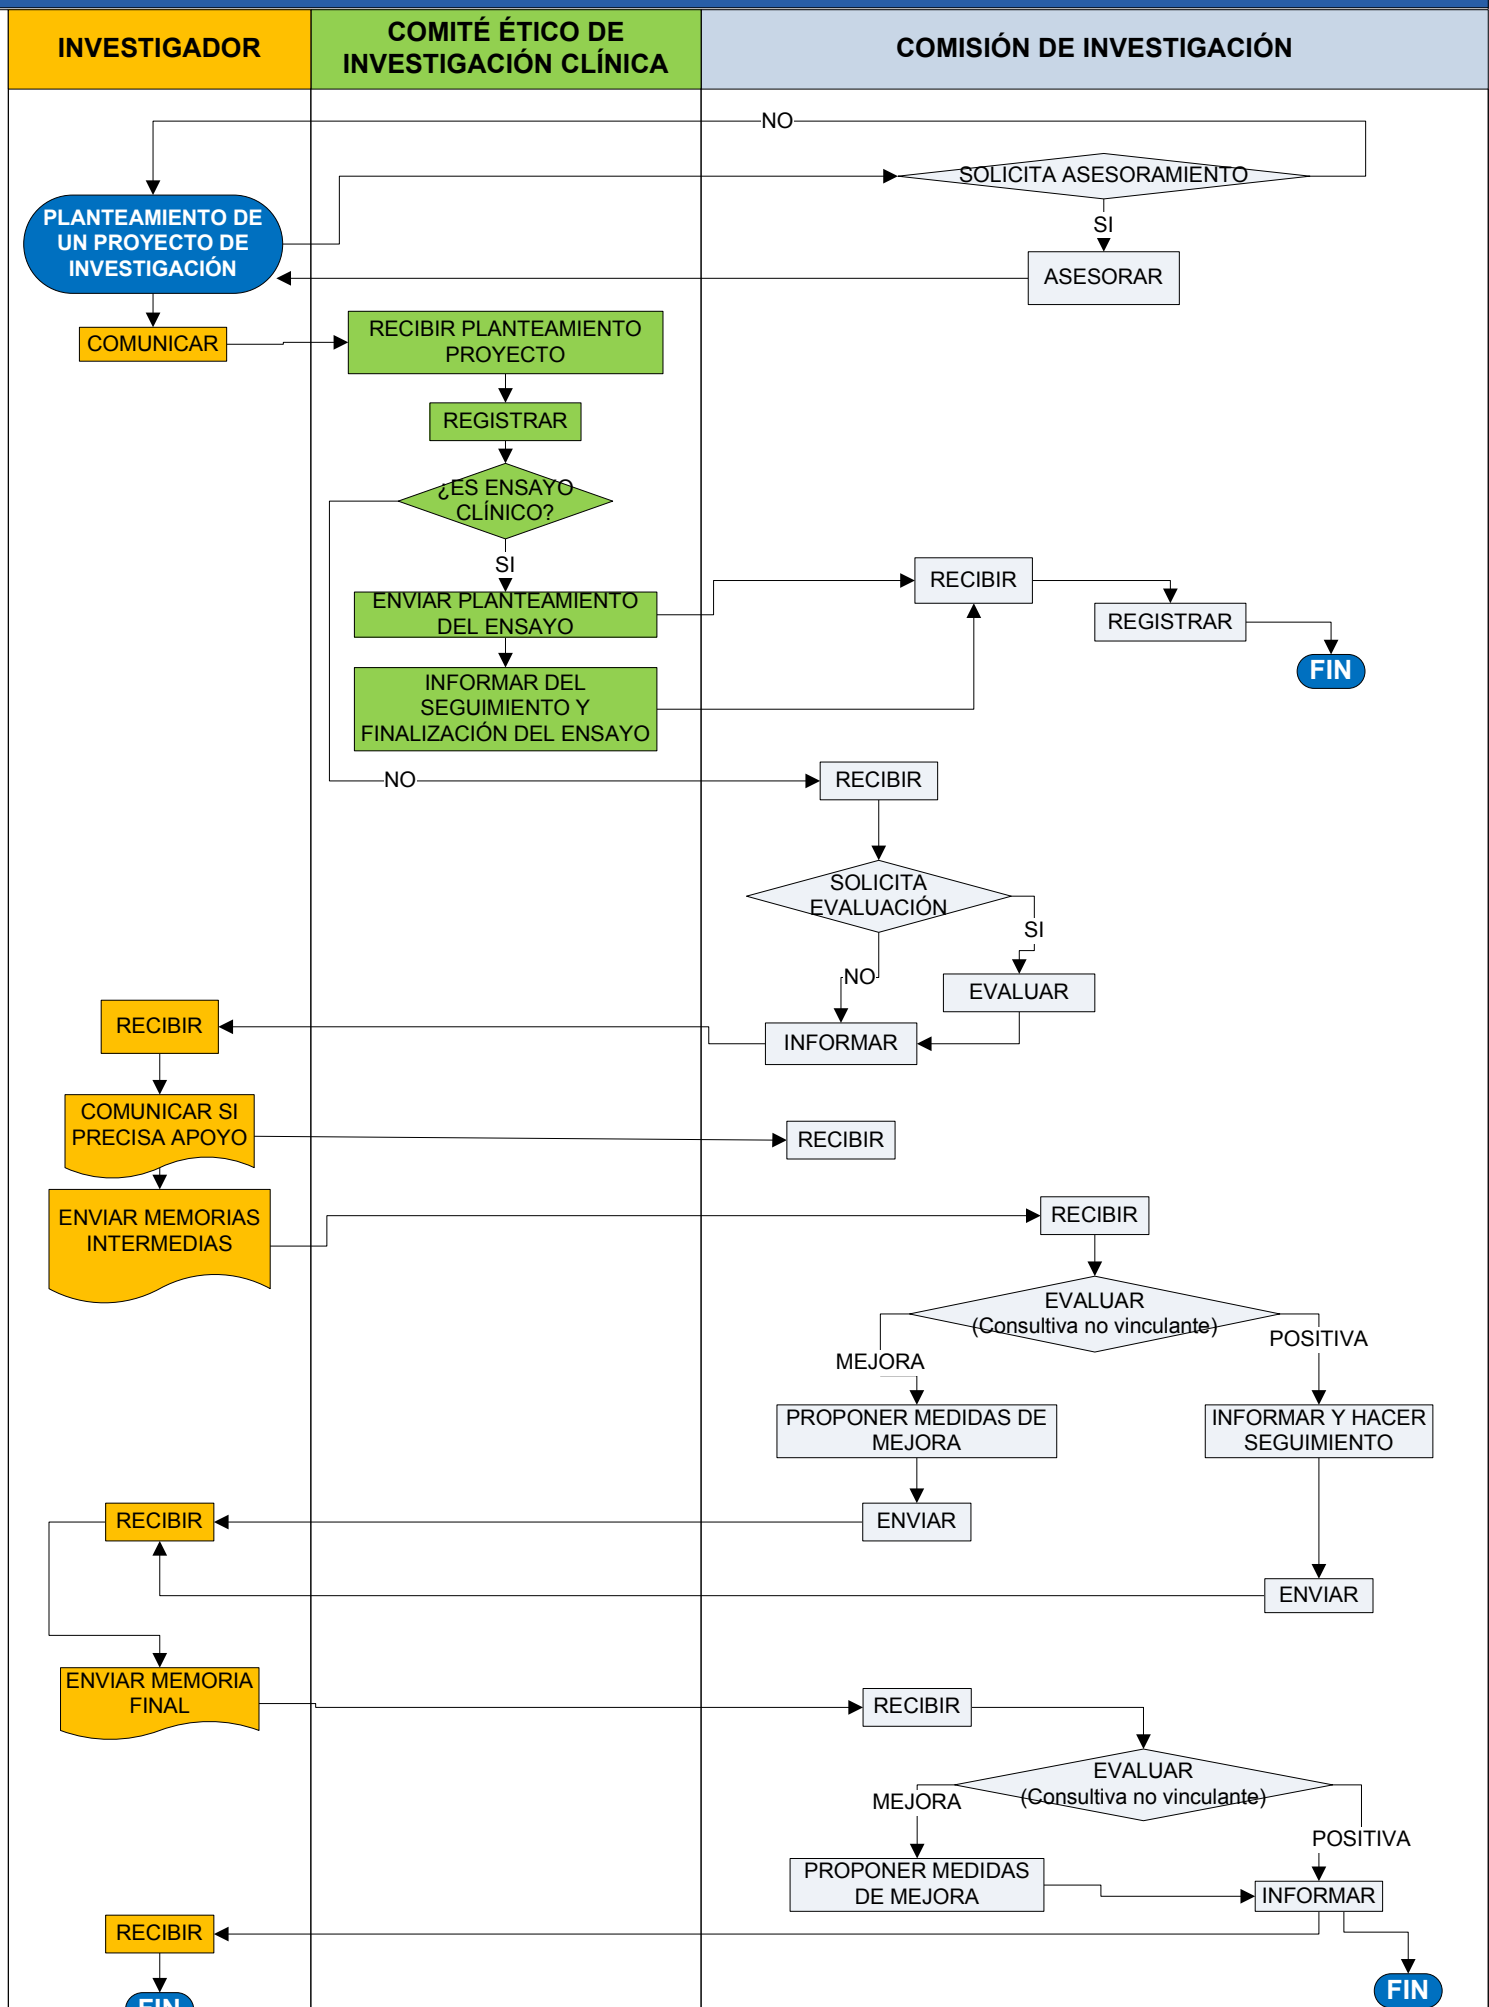 INVESTIGADOR
COMITÉ ÉTICO DE
INVESTIGACIÓN CLÍNICA
COMISIÓN DE INVESTIGACIÓN
NO
SOLICITA ASESORAMIENTO
SI
PLANTEAMIENTO DE
UN PROYECTO DE
INVESTIGACIÓN
ASESORAR
COMUNICAR
RECIBIR PLANTEAMIENTO
PROYECTO
REGISTRAR
¿ES ENSAYO
CLÍNICO?
SI
ENVIAR PLANTEAMIENTO
DEL ENSAYO
RECIBIR
REGISTRAR
FIN
INFORMAR DEL
SEGUIMIENTO Y
FINALIZACIÓN DEL ENSAYO
NO
RECIBIR
SOLICITA
EVALUACIÓN
SI
NO
EVALUAR
RECIBIR
INFORMAR
COMUNICAR SI
PRECISA APOYO
RECIBIR
ENVIAR MEMORIAS
INTERMEDIAS
RECIBIR
EVALUAR
(Consultiva no vinculante)
MEJORA
POSITIVA
PROPONER MEDIDAS DE
MEJORA
INFORMAR Y HACER
SEGUIMIENTO
RECIBIR
ENVIAR
ENVIAR
ENVIAR MEMORIA
FINAL
RECIBIR
EVALUAR
(Consultiva no vinculante)
MEJORA
POSITIVA
PROPONER MEDIDAS
DE MEJORA
INFORMAR
RECIBIR
FIN
FIN